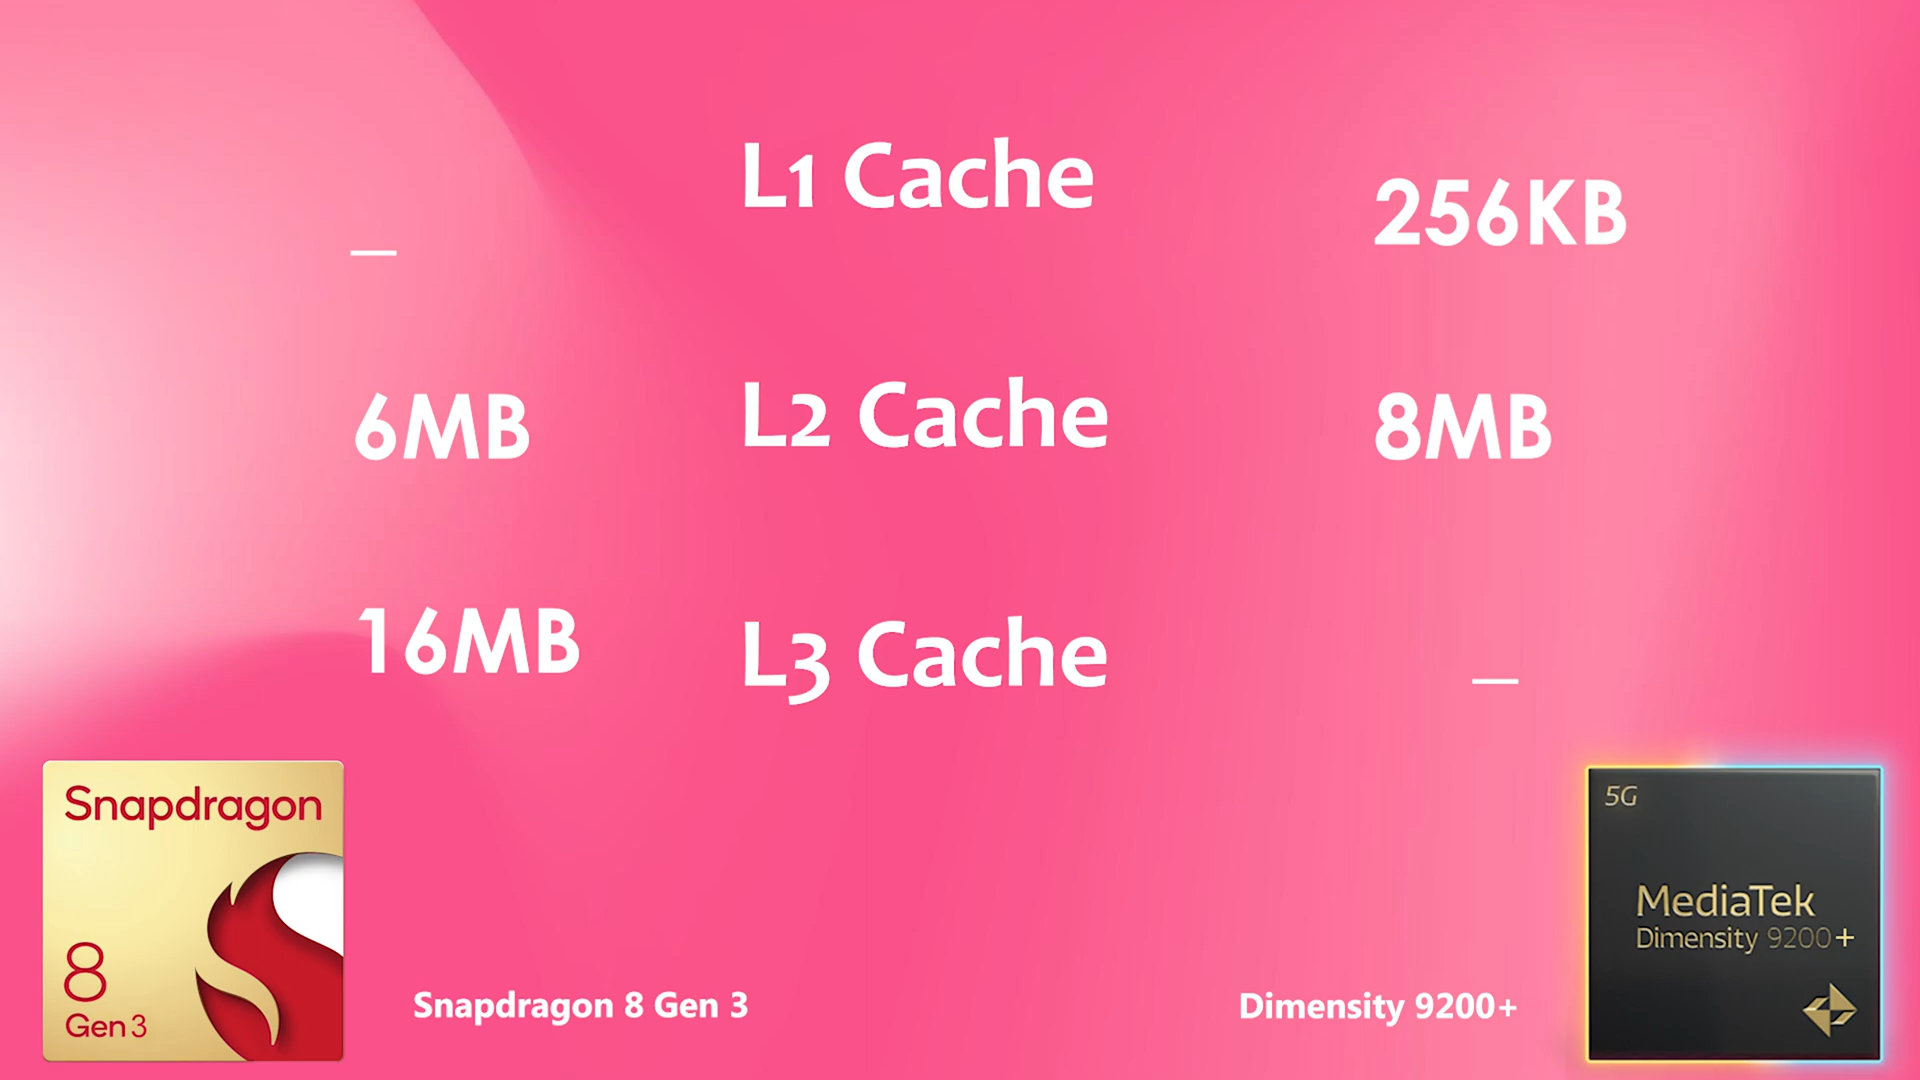 L1 Cache
256KB
—
6MB
L2 Cache
8MB
16MB
L3 Cache
—
Snapdragon
8
Gen 3
Snapdragon 8 Gen 3
Dimensity 9200+
5G
MediaTek
Dimensity 9200+